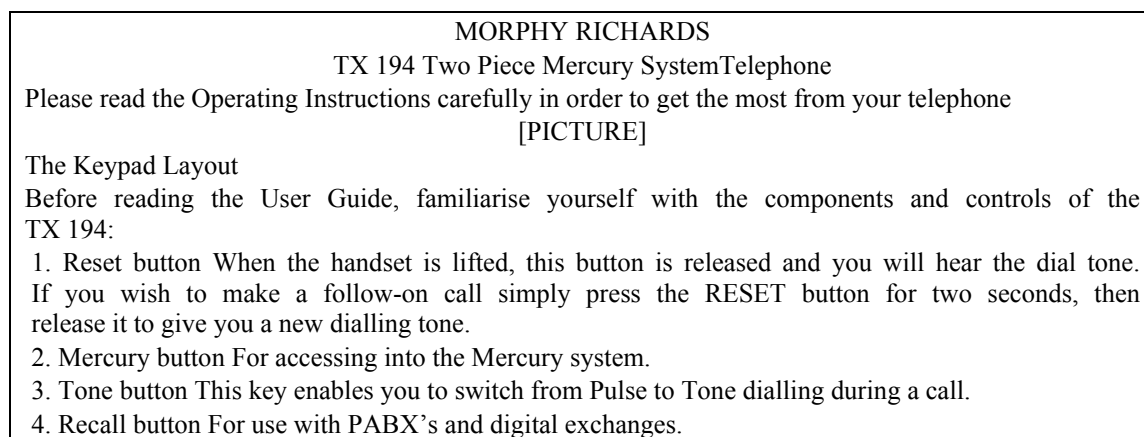 MORPHY RICHARDS
TX 194 Two Piece Mercury SystemTelephone
Please read the Operating Instructions carefully in order to get the most from your telephone
[PICTURE]
The Keypad Layout
Before reading the User Guide, familiarise yourself with the components and controls of the
TX 194:
1. Reset button When the handset is lifted, this button is released and you will hear the dial tone.
If you wish to make a follow-on call simply press the RESET button for two seconds, then
release it to give you a new dialling tone.
2. Mercury button For accessing into the Mercury system.
3. Tone button This key enables you to switch from Pulse to Tone dialling during a call.
4. Recall button For use with PABX’s and digital exchanges.